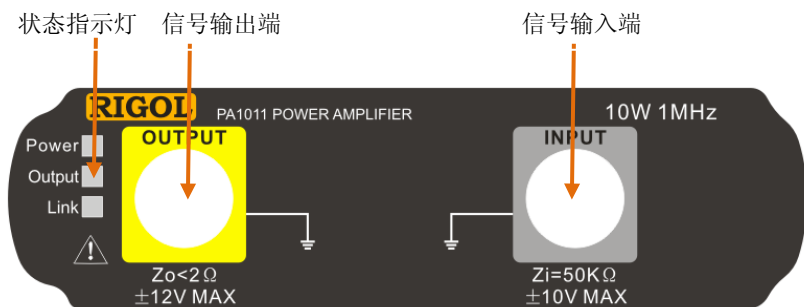 状态指示灯 信号输出端 信号输入端
RIGOL PA1011 POWER AMPLIFIER 10W 1MHz
OUTPUT INPUT
Power
Output
Link
Zo<2Ω Zi=50KΩ
±12V MAX ±10V MAX